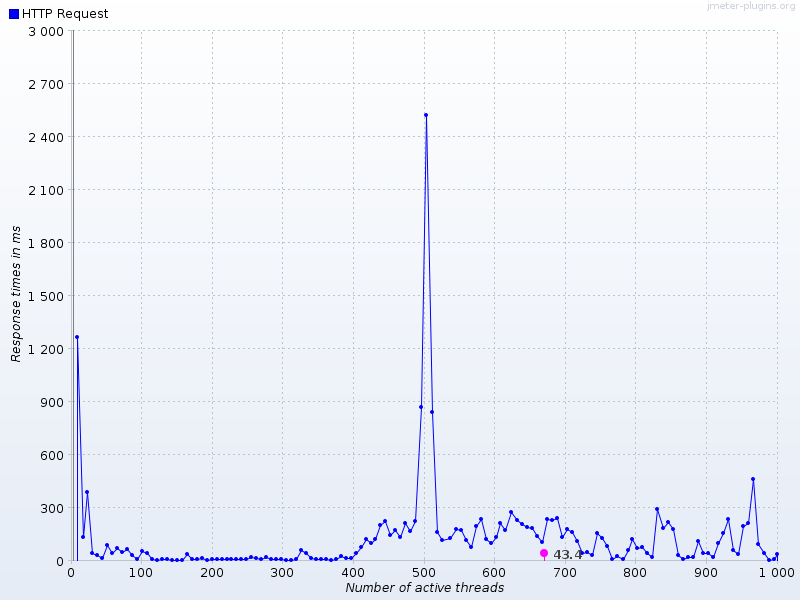 jmeter-plugins.org
HTTP Request
3 000
2 700
2 400
2 100
1 800
1 500
1 200
900
600
300
0
Response times in ms
43.4
0 100 200 300 400 500 600 700 800 900 1 000
Number of active threads